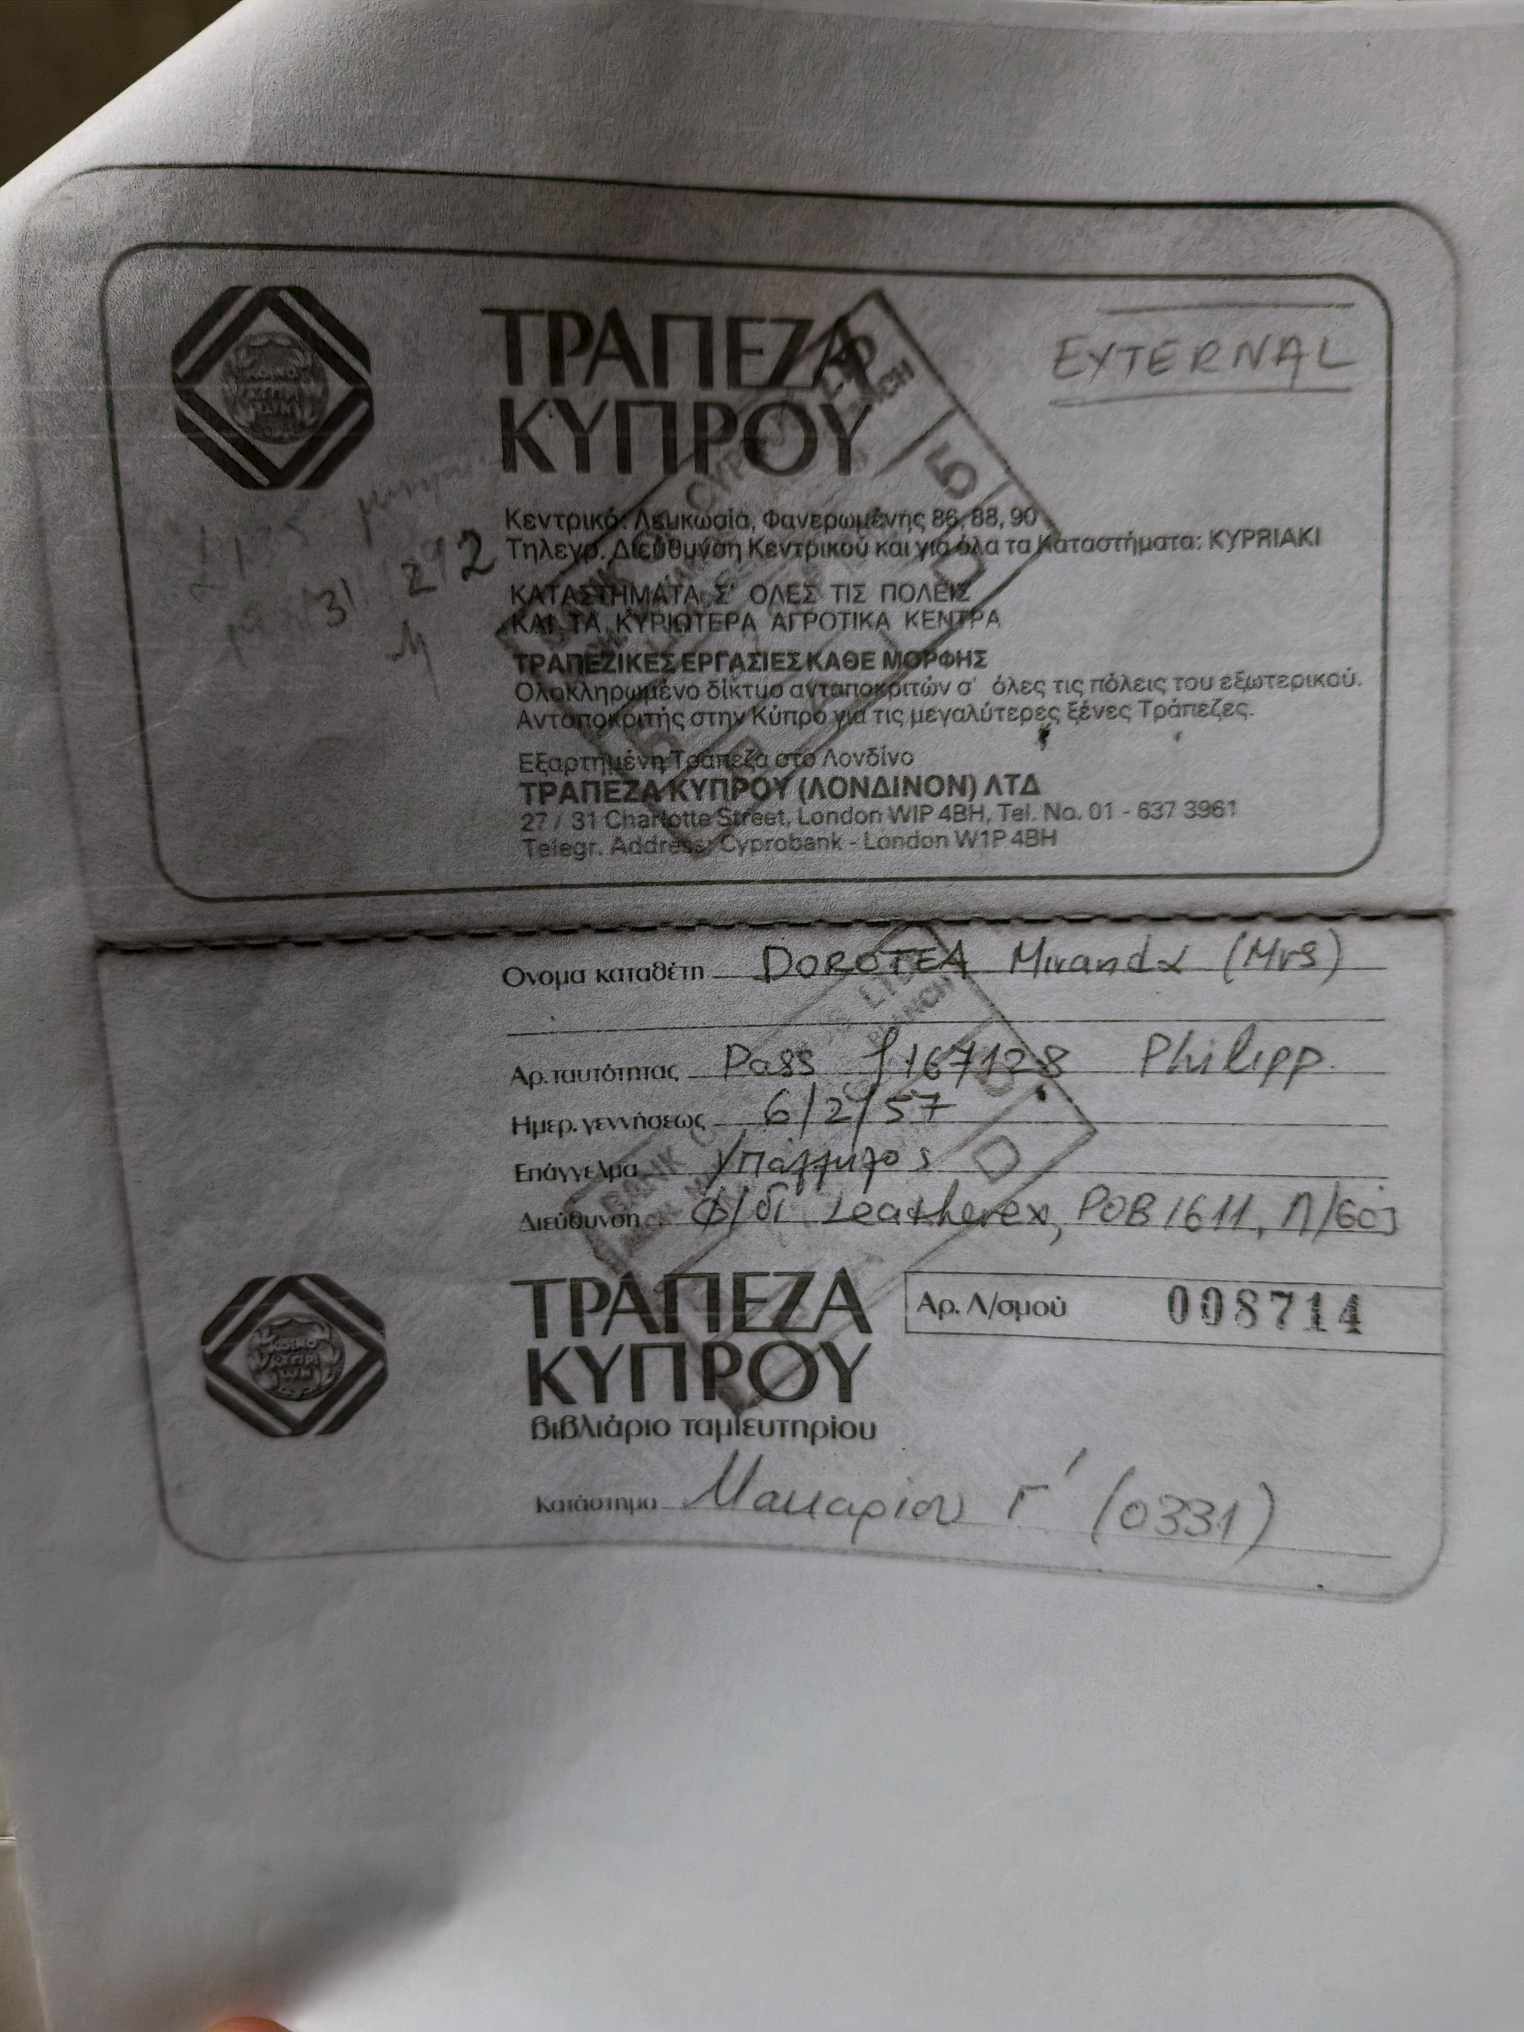 ΤΡΑΠΕΖΑ
ΚΥΠΡΟΥ
EXTERNAL
Κεντρικό: Λευκωσία, Φανερωμένης 86, 88, 90
Τηλεγρ. Διεύθυνση Κεντρικού και για όλα τα Καταστήματα: KYPRIAKI
ΚΑΤΑΣΤΗΜΑΤΑ Σ' ΟΛΕΣ ΤΙΣ ΠΟΛΕΙΣ
ΚΑΙ ΤΑ ΚΥΡΙΩΤΕΡΑ ΑΓΡΟΤΙΚΑ ΚΕΝΤΡΑ
ΤΡΑΠΕΖΙΚΕΣ ΕΡΓΑΣΙΕΣ ΚΑΘΕ ΜΟΡΦΗΣ
Ολοκληρωμένο δίκτυο ανταποκριτών σ' όλες τις πόλεις του εξωτερικού.
Ανταποκριτής στην Κύπρο για τις μεγαλύτερες ξένες Τράπεζες.
Εξαρτημένη Τράπεζα στο Λονδίνο
ΤΡΑΠΕΖΑ ΚΥΠΡΟΥ (ΛΟΝΔΙΝΟΝ) ΛΤΔ
27 / 31 Charlotte Street, London W1P 4BH, Tel. No. 01 - 637 3961
Telegr. Address: Cyprobank - London W1P 4BH
Ονομα καταθέτη DOROTEA Miranda (Mrs)
Αρ. ταυτότητας Pass 167128 Philipp.
Ημερ. γεννήσεως 6/2/57
Επάγγελμα Υπάλληλος
Διεύθυνση Φ/δι Leatherex, POB 1611, Λ/σός
ΤΡΑΠΕΖΑ
ΚΥΠΡΟΥ
Αρ. Λ/σμού 008714
βιβλιάριο ταμιευτηρίου
Κατάστημα Μακαρίου Γ' (0331)